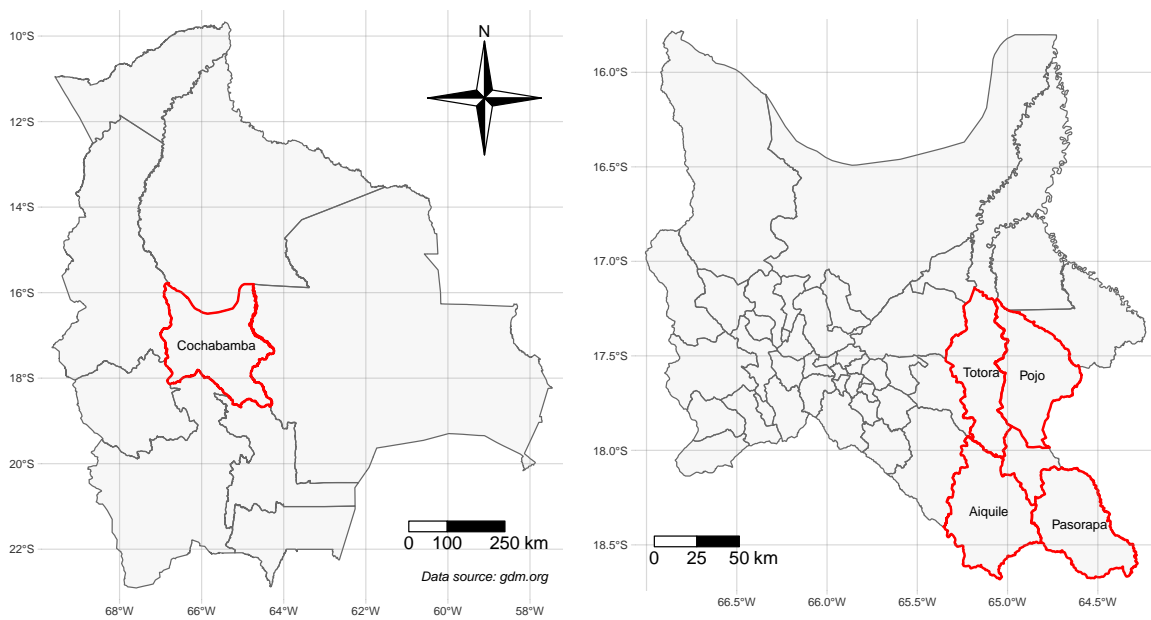 N
10°S
12°S
14°S
16°S
18°S
20°S
22°S
Cochabamba
0 100 250 km
Data source: gdm.org
68°W 66°W 64°W 62°W 60°W 58°W
16.0°S
16.5°S
17.0°S
17.5°S
18.0°S
18.5°S
Totora
Pojo
Aiquile
Pasorapa
0 25 50 km
66.5°W 66.0°W 65.5°W 65.0°W 64.5°W